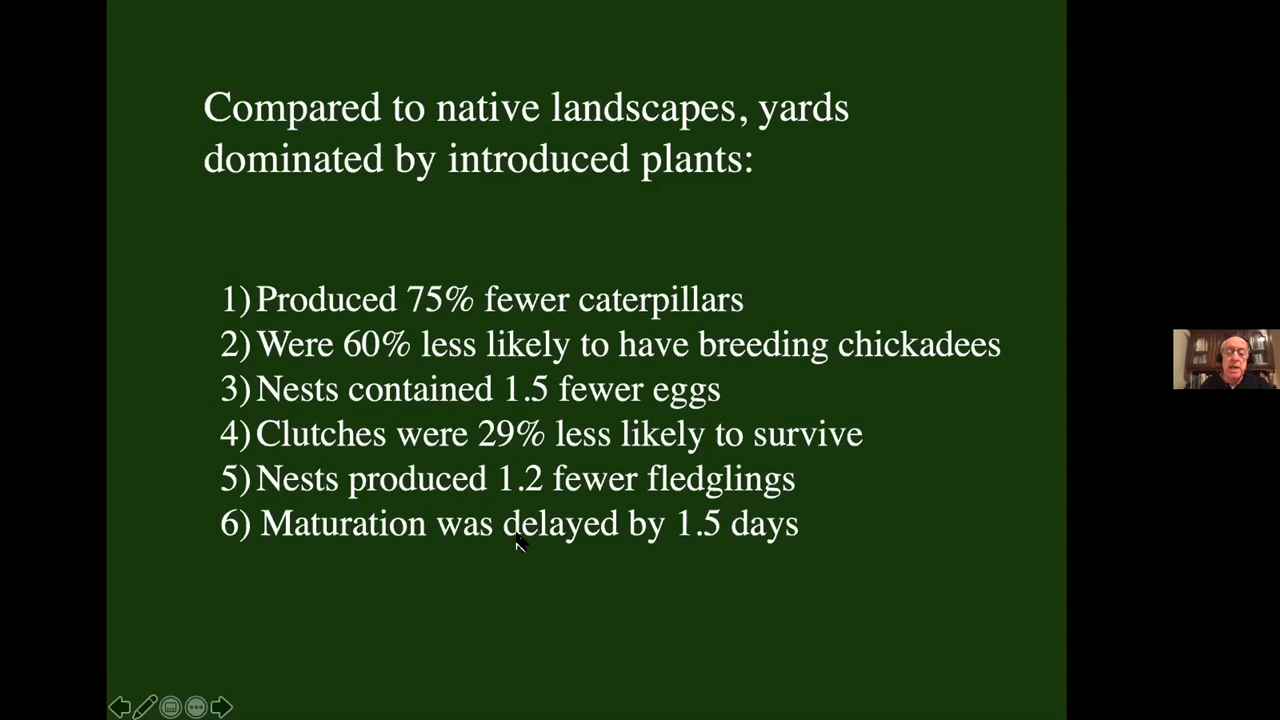 Compared to native landscapes, yards
dominated by introduced plants:
1) Produced 75% fewer caterpillars
2) Were 60% less likely to have breeding chickadees
3) Nests contained 1.5 fewer eggs
4) Clutches were 29% less likely to survive
5) Nests produced 1.2 fewer fledglings
6) Maturation was delayed by 1.5 days